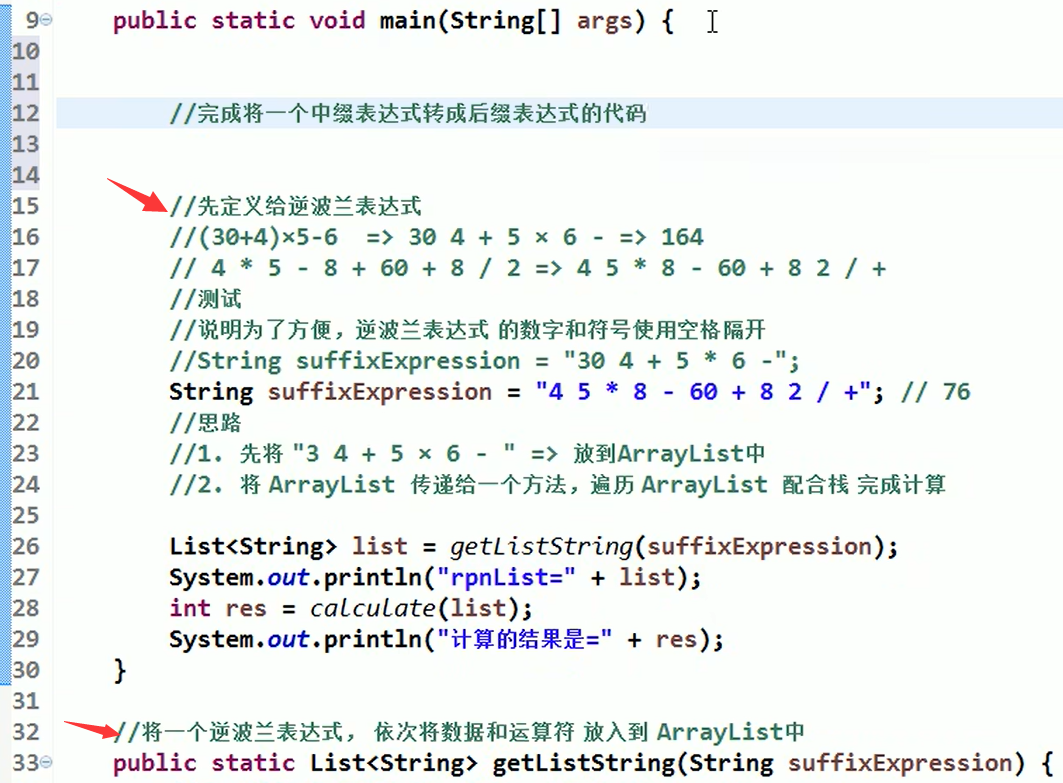 9 public static void main(String[] args) {
10
11
12 //完成将一个中缀表达式转成后缀表达式的代码
13
14
15 //先定义给逆波兰表达式
16 //(30+4)×5-6 => 30 4 + 5 × 6 - => 164
17 // 4 * 5 - 8 + 60 + 8 / 2 => 4 5 * 8 - 60 + 8 2 / +
18 //测试
19 //说明为了方便，逆波兰表达式 的数字和符号使用空格隔开
20 //String suffixExpression = "30 4 + 5 * 6 -";
21 String suffixExpression = "4 5 * 8 - 60 + 8 2 / +"; // 76
22 //思路
23 //1. 先将 "3 4 + 5 × 6 - " => 放到ArrayList中
24 //2. 将 ArrayList 传递给一个方法，遍历 ArrayList 配合栈 完成计算
25
26 List<String> list = getListString(suffixExpression);
27 System.out.println("rpnList=" + list);
28 int res = calculate(list);
29 System.out.println("计算的结果是=" + res);
30 }
31
32 //将一个逆波兰表达式， 依次将数据和运算符 放入到 ArrayList中
33 public static List<String> getListString(String suffixExpression) {